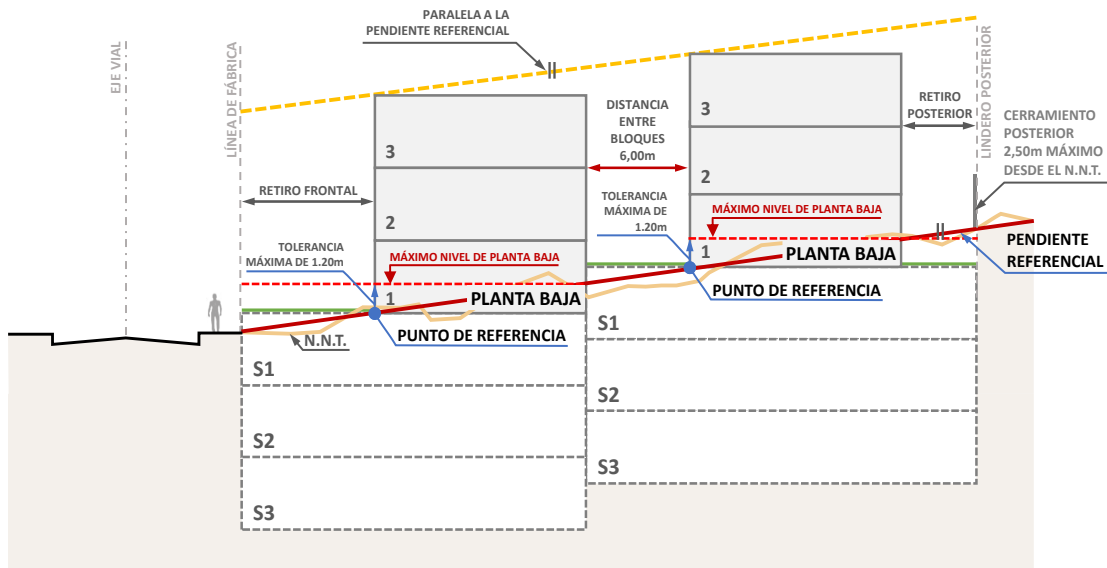 PARALELA A LA
PENDIENTE REFERENCIAL
EJE VIAL
LÍNEA DE FÁBRICA
LINDERO POSTERIOR
RETIRO
POSTERIOR
CERRAMIENTO
POSTERIOR
2,50m MÁXIMO
DESDE EL N.N.T.
DISTANCIA
ENTRE
BLOQUES
6,00m
3
2
1
3
2
1
RETIRO FRONTAL
TOLERANCIA
MÁXIMA DE
1.20m
MÁXIMO NIVEL DE PLANTA BAJA
TOLERANCIA
MÁXIMA DE 1.20m
MÁXIMO NIVEL DE PLANTA BAJA
PLANTA BAJA
PENDIENTE
REFERENCIAL
PUNTO DE REFERENCIA
PLANTA BAJA
PUNTO DE REFERENCIA
N.N.T.
S1
S2
S3
S1
S2
S3